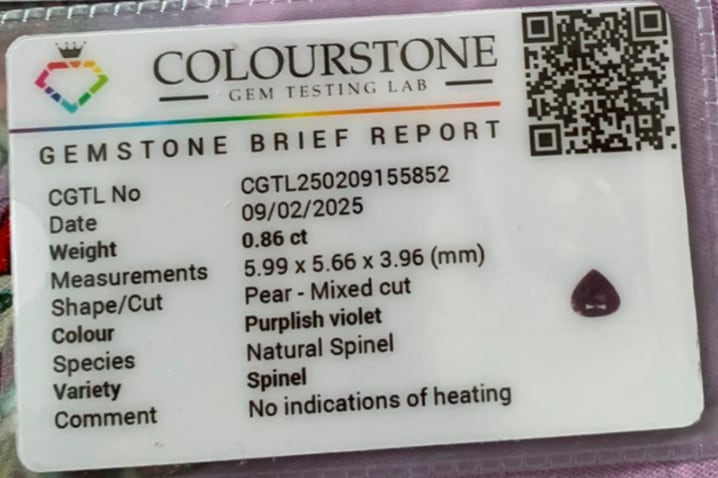 COLOURSTONE
GEM TESTING LAB
GEMSTONE BRIEF REPORT
CGTL No CGTL250209155852
Date 09/02/2025
Weight 0.86 ct
Measurements 5.99 x 5.66 x 3.96 (mm)
Shape/Cut Pear - Mixed cut
Colour Purplish violet
Species Natural Spinel
Variety Spinel
Comment No indications of heating